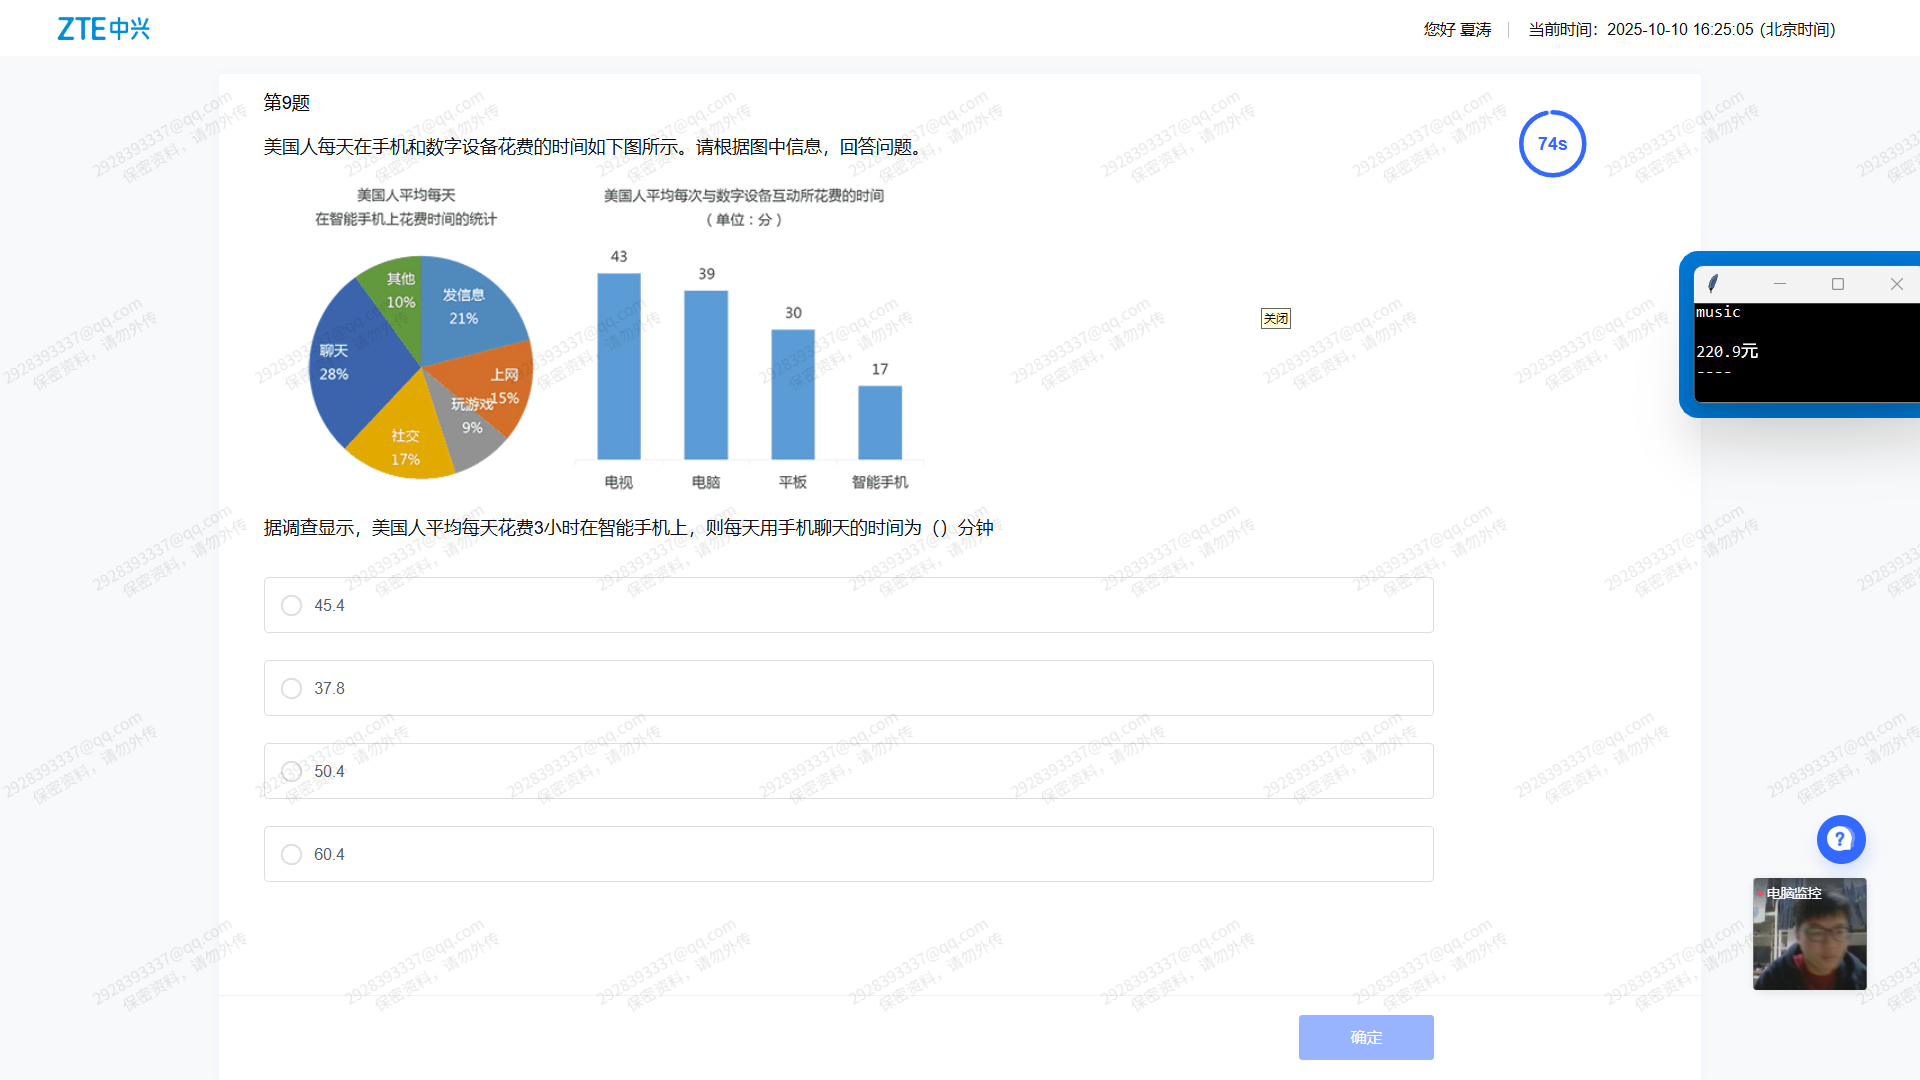 ZTE中兴
您好 夏涛
当前时间：2025-10-10 16:25:05 (北京时间)
第9题
74s
美国人每天在手机和数字设备花费的时间如下图所示。请根据图中信息，回答问题。
美国人平均每天
在智能手机上花费时间的统计
其他
10%
发信息
21%
聊天
28%
上网
15%
玩游戏
9%
社交
17%
美国人平均每次与数字设备互动所花费的时间
（单位：分）
43
39
30
17
电视
电脑
平板
智能手机
关闭
music
220.9元
----
据调查显示，美国人平均每天花费3小时在智能手机上，则每天用手机聊天的时间为（）分钟
45.4
37.8
50.4
60.4
?
电脑监控
确定
2928393337@qq.com
保密资料，请勿外传